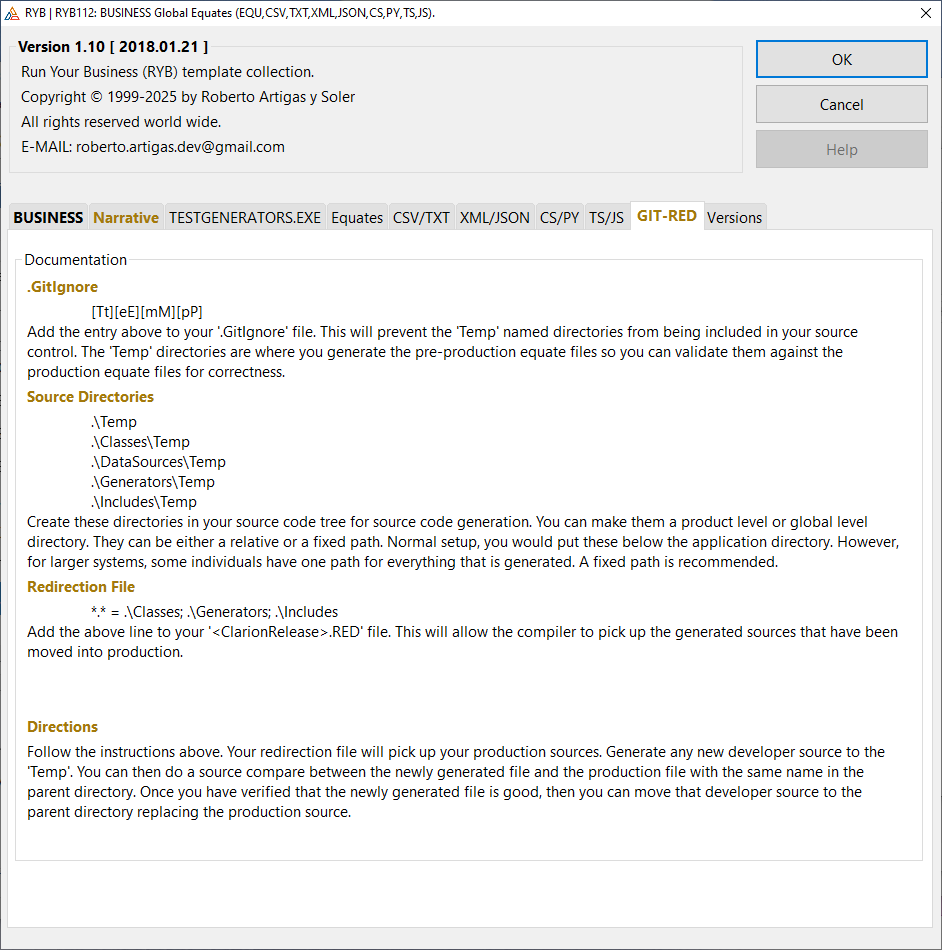 RYB | RYB112: BUSINESS Global Equates (EQU,CSV,TXT,XML,JSON,CS,PY,TS,JS).
Version 1.10 [ 2018.01.21 ]
Run Your Business (RYB) template collection.
Copyright © 1999-2025 by Roberto Artigas y Soler
All rights reserved world wide.
E-MAIL: roberto.artigas.dev@gmail.com
OK
Cancel
Help
BUSINESS Narrative TESTGENERATORS.EXE Equates CSV/TXT XML/JSON CS/PY TS/JS GIT-RED Versions
Documentation
.GitIgnore
[Tt][eE][mM][pP]
Add the entry above to your '.GitIgnore' file. This will prevent the 'Temp' named directories from being included in your source
control. The 'Temp' directories are where you generate the pre-production equate files so you can validate them against the
production equate files for correctness.
Source Directories
.\Temp
.\Classes\Temp
.\DataSources\Temp
.\Generators\Temp
.\Includes\Temp
Create these directories in your source code tree for source code generation. You can make them a product level or global level
directory. They can be either a relative or a fixed path. Normal setup, you would put these below the application directory. However,
for larger systems, some individuals have one path for everything that is generated. A fixed path is recommended.
Redirection File
*.* = .\Classes; .\Generators; .\Includes
Add the above line to your '<ClarionRelease>.RED' file. This will allow the compiler to pick up the generated sources that have been
moved into production.
Directions
Follow the instructions above. Your redirection file will pick up your production sources. Generate any new developer source to the
'Temp'. You can then do a source compare between the newly generated file and the production file with the same name in the
parent directory. Once you have verified that the newly generated file is good, then you can move that developer source to the
parent directory replacing the production source.